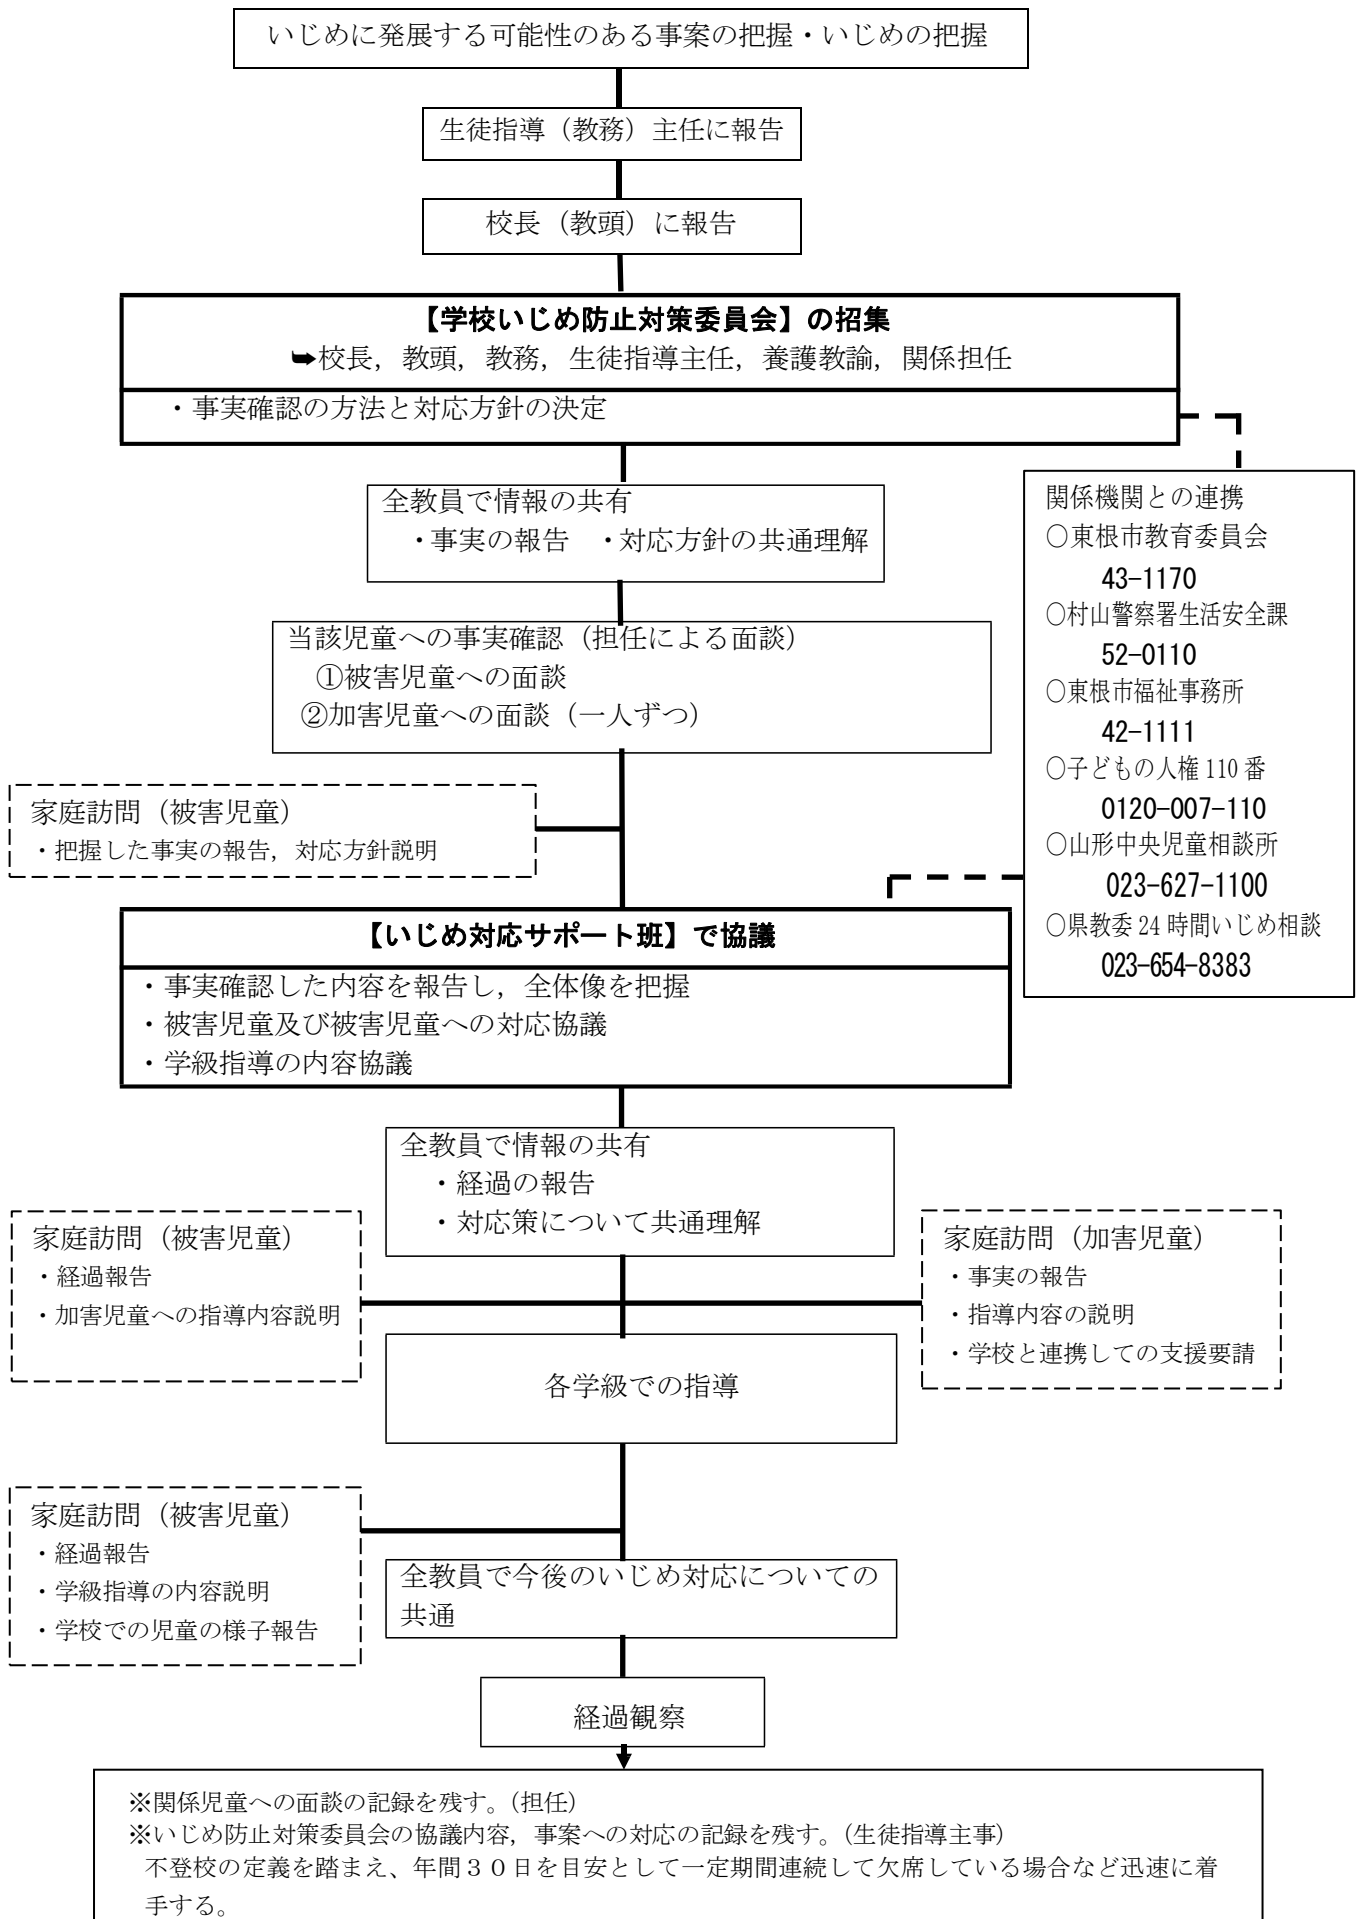 いじめに発展する可能性のある事案の把握・いじめの把握
生徒指導（教務）主任に報告
校長（教頭）に報告
【学校いじめ防止対策委員会】の招集
➥校長，教頭，教務，生徒指導主任，養護教諭，関係担任
・事実確認の方法と対応方針の決定
全教員で情報の共有
・事実の報告　・対応方針の共通理解
関係機関との連携
○東根市教育委員会
43-1170
○村山警察署生活安全課
52-0110
○東根市福祉事務所
42-1111
○子どもの人権 110 番
0120-007-110
○山形中央児童相談所
023-627-1100
○県教委 24 時間いじめ相談
023-654-8383
当該児童への事実確認（担任による面談）
①被害児童への面談
②加害児童への面談（一人ずつ）
家庭訪問（被害児童）
・把握した事実の報告，対応方針説明
【いじめ対応サポート班】で協議
・事実確認した内容を報告し，全体像を把握
・被害児童及び被害児童への対応協議
・学級指導の内容協議
全教員で情報の共有
・経過の報告
・対応策について共通理解
家庭訪問（被害児童）
・経過報告
・加害児童への指導内容説明
家庭訪問（加害児童）
・事実の報告
・指導内容の説明
・学校と連携しての支援要請
各学級での指導
家庭訪問（被害児童）
・経過報告
・学級指導の内容説明
・学校での児童の様子報告
全教員で今後のいじめ対応についての
共通
経過観察
※関係児童への面談の記録を残す。（担任）
※いじめ防止対策委員会の協議内容，事案への対応の記録を残す。（生徒指導主事）
不登校の定義を踏まえ、年間３０日を目安として一定期間連続して欠席している場合など迅速に着
手する。